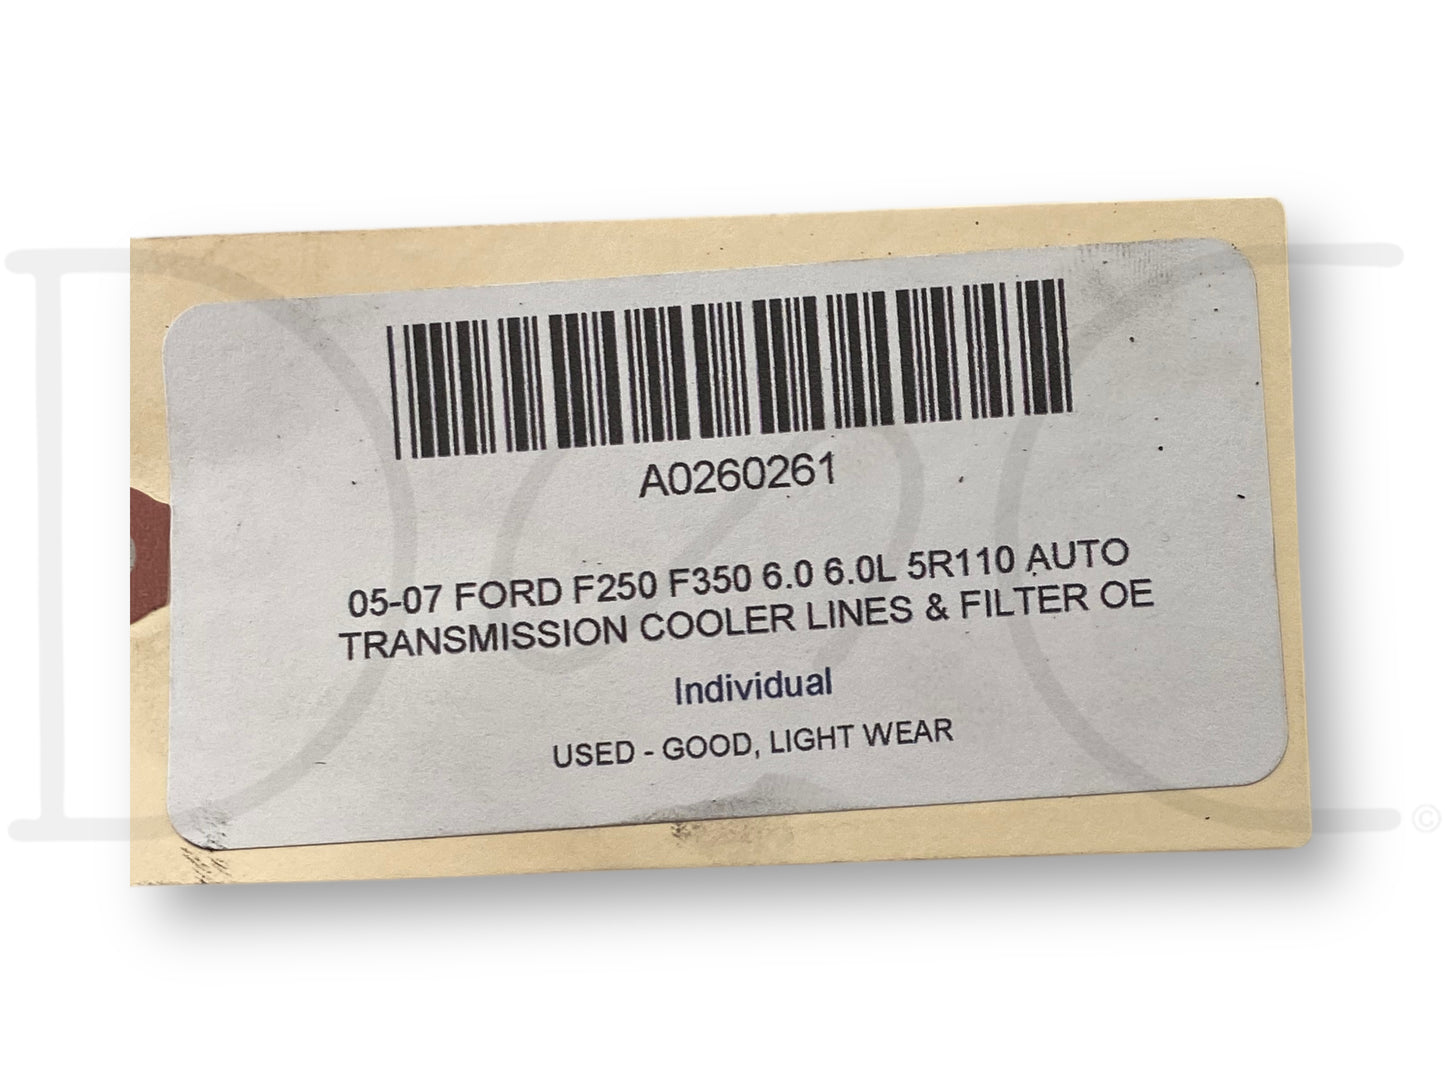 A0260261
05-07 FORD F250 F350 6.0 6.0L 5R110 AUTO
TRANSMISSION COOLER LINES & FILTER OE
Individual
USED - GOOD, LIGHT WEAR
©